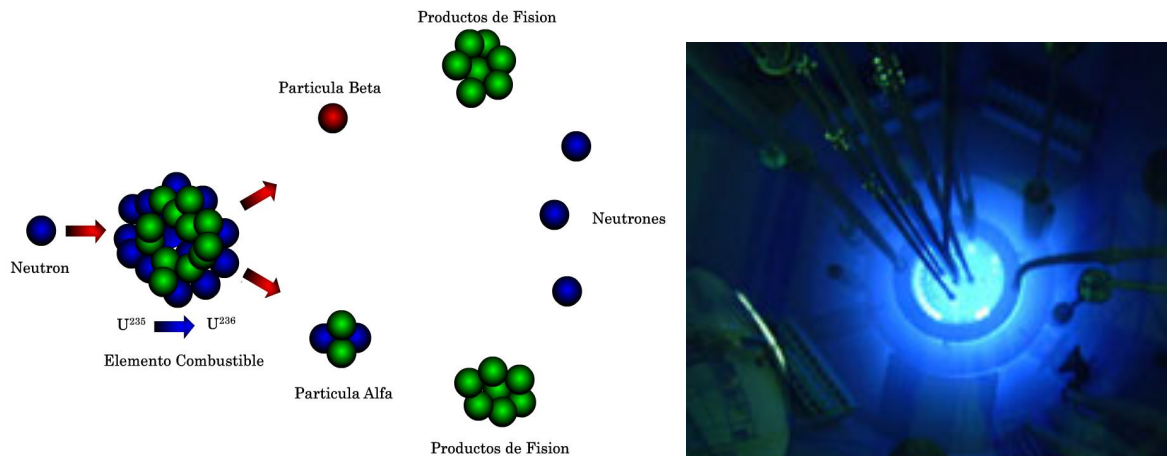 Productos de Fision
Particula Beta
Neutron
Neutrones
U²³⁵ U²³⁶
Elemento Combustible
Particula Alfa
Productos de Fision